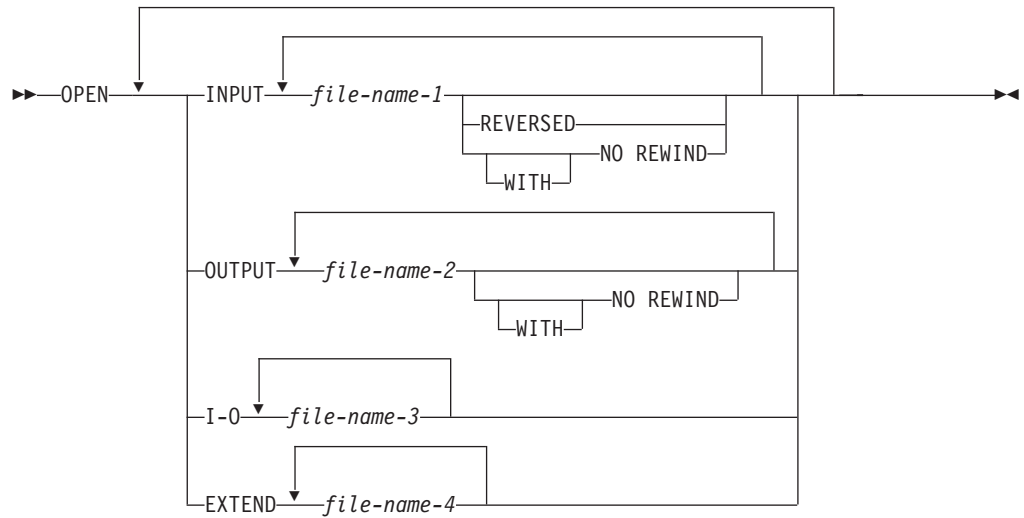 OPEN INPUT file-name-1
REVERSED
NO REWIND
WITH
OUTPUT file-name-2
NO REWIND
WITH
I-O file-name-3
EXTEND file-name-4